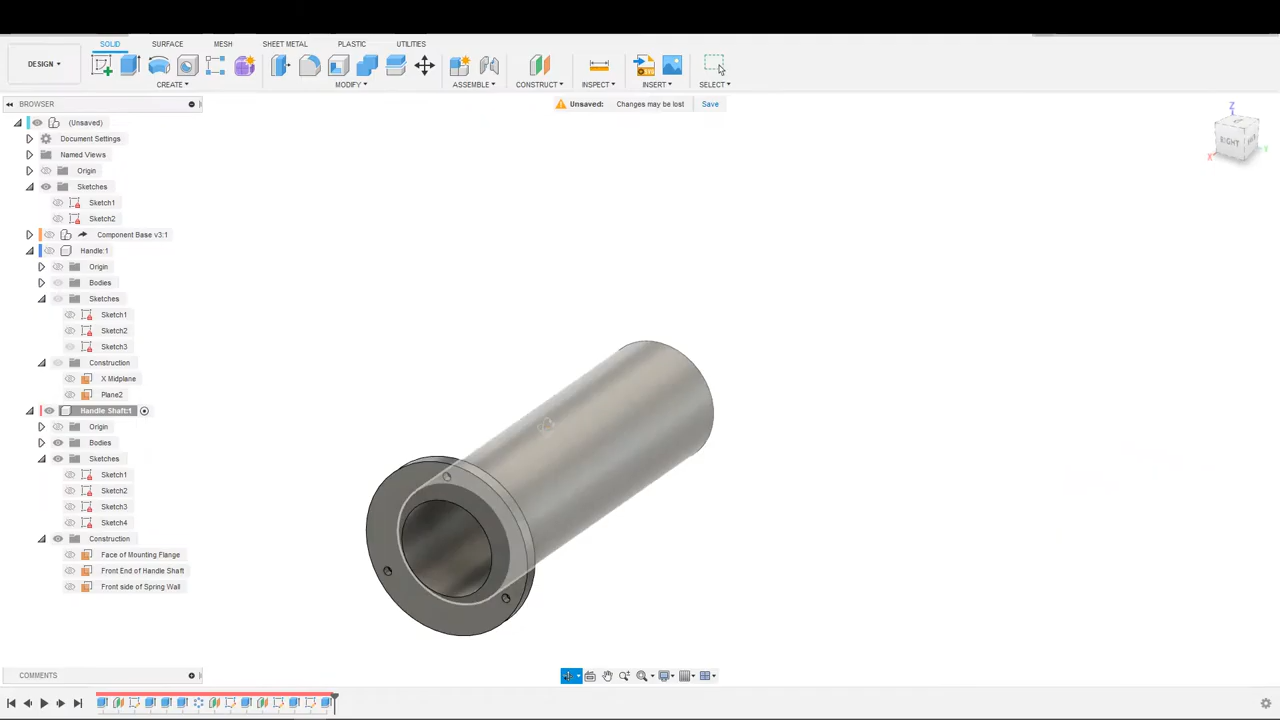 SOLID SURFACE MESH SHEET METAL PLASTIC UTILITIES
DESIGN
CREATE MODIFY ASSEMBLE CONSTRUCT INSPECT INSERT SELECT
BROWSER
Unsaved: Changes may be lost Save
(Unsaved)
Document Settings
Named Views
Origin
Sketches
Sketch1
Sketch2
Component Base v3:1
Handle:1
Origin
Bodies
Sketches
Sketch1
Sketch2
Sketch3
Construction
X Midplane
Plane2
Handle Shaft:1
Origin
Bodies
Sketches
Sketch1
Sketch2
Sketch3
Sketch4
Construction
Face of Mounting Flange
Front End of Handle Shaft
Front side of Spring Wall
COMMENTS
Z
RIGHT
X
Y